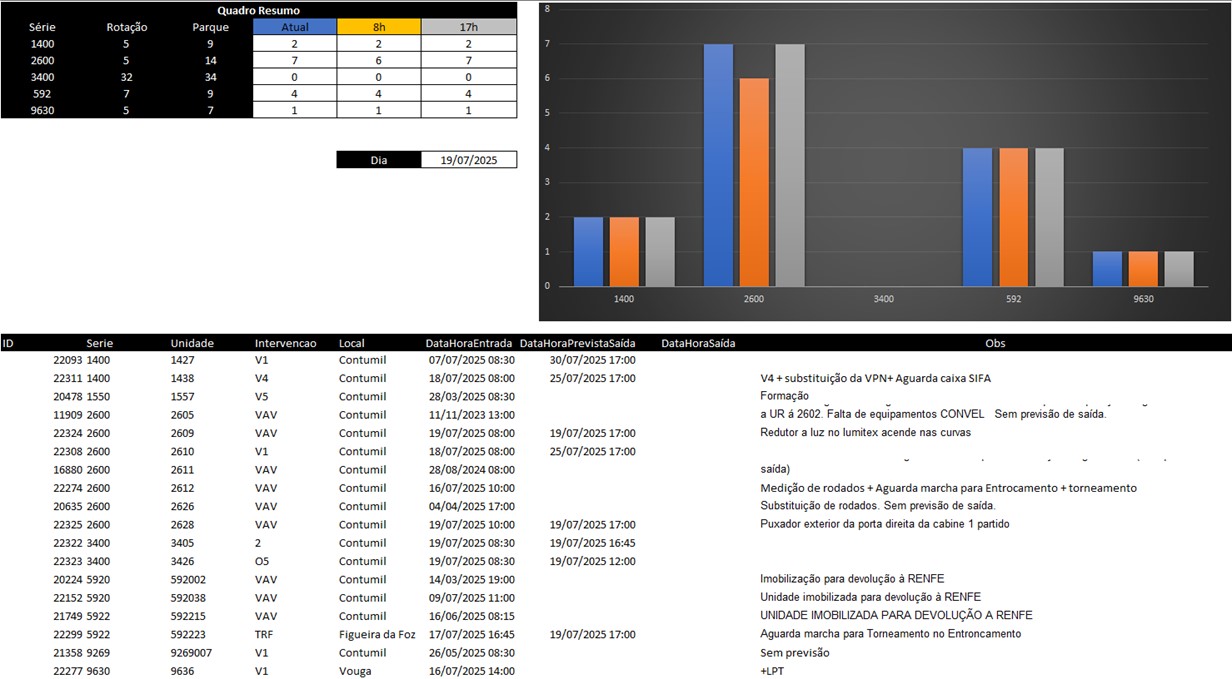 Quadro Resumo
Série Rotação Parque Atual 8h 17h
1400 5 9 2 2 2
2600 5 14 7 6 7
3400 32 34 0 0 0
592 7 9 4 4 4
9630 5 7 1 1 1
Dia 19/07/2025
8
7
6
5
4
3
2
1
0
1400 2600 3400 592 9630
ID Serie Unidade Intervencao Local DataHoraEntrada DataHoraPrevistaSaída DataHoraSaída Obs
22093 1400 1427 V1 Contumil 07/07/2025 08:30 30/07/2025 17:00
22311 1400 1438 V4 Contumil 18/07/2025 08:00 25/07/2025 17:00 V4 + substituição da VPN+ Aguarda caixa SIFA
20478 1550 1557 V5 Contumil 28/03/2025 08:30 Formação
11909 2600 2605 VAV Contumil 11/11/2023 13:00 a UR á 2602. Falta de equipamentos CONVEL Sem previsão de saída.
22324 2600 2609 VAV Contumil 19/07/2025 08:00 19/07/2025 17:00 Redutor a luz no lumitex acende nas curvas
22308 2600 2610 V1 Contumil 18/07/2025 08:00 25/07/2025 17:00
16880 2600 2611 VAV Contumil 28/08/2024 08:00 saída)
22274 2600 2612 VAV Contumil 16/07/2025 10:00 Medição de rodados + Aguarda marcha para Entrocamento + torneamento
20635 2600 2626 VAV Contumil 04/04/2025 17:00 Substituição de rodados. Sem previsão de saída.
22325 2600 2628 VAV Contumil 19/07/2025 10:00 19/07/2025 17:00 Puxador exterior da porta direita da cabine 1 partido
22322 3400 3405 2 Contumil 19/07/2025 08:30 19/07/2025 16:45
22323 3400 3426 O5 Contumil 19/07/2025 08:30 19/07/2025 12:00
20224 5920 592002 VAV Contumil 14/03/2025 19:00 Imobilização para devolução à RENFE
22152 5920 592038 VAV Contumil 09/07/2025 11:00 Unidade imobilizada para devolução à RENFE
21749 5922 592215 VAV Contumil 16/06/2025 08:15 UNIDADE IMOBILIZADA PARA DEVOLUÇÃO A RENFE
22299 5922 592223 TRF Figueira da Foz 17/07/2025 16:45 19/07/2025 17:00 Aguarda marcha para Torneamento no Entroncamento
21358 9269 9269007 V1 Contumil 26/05/2025 08:30 Sem previsão
22277 9630 9636 V1 Vouga 16/07/2025 14:00 +LPT